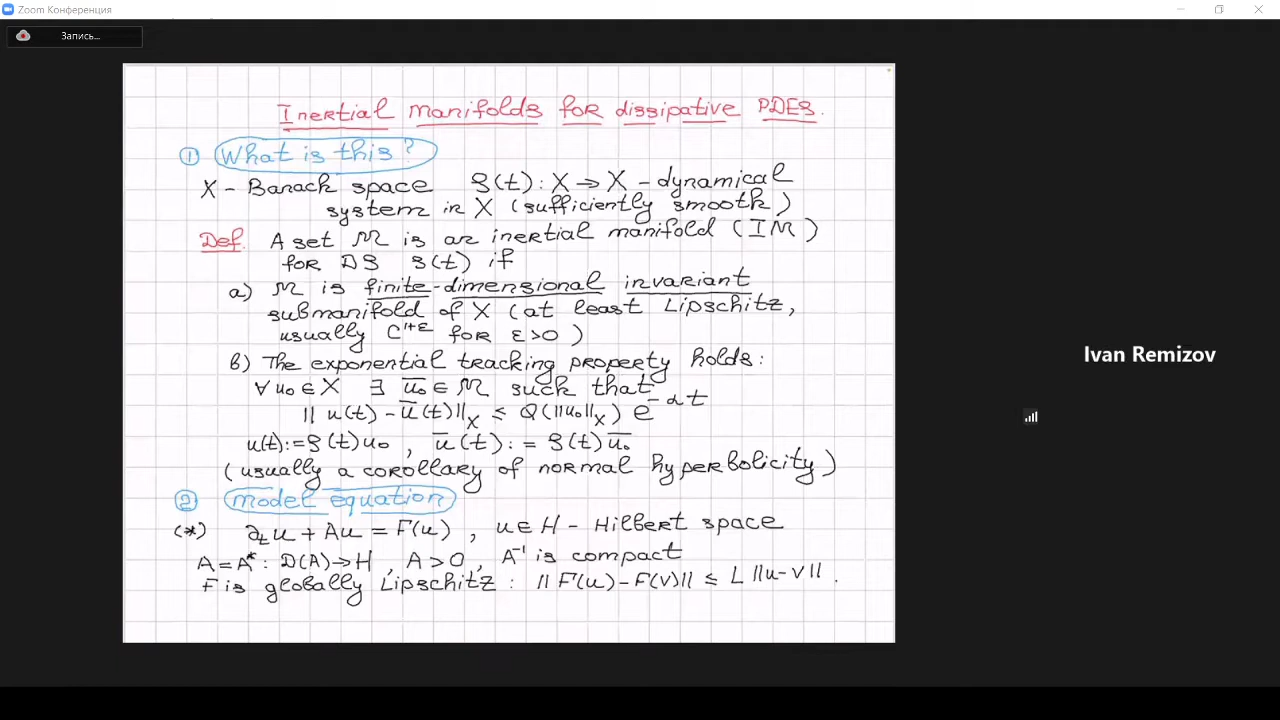 Zoom Конференция
Запись...
Inertial manifolds for dissipative PDES.
① What is this?
X - Banach space S(t): X → X - dynamical
system in X (sufficiently smooth)
Def. A set M is an inertial manifold (IM)
for DS S(t) if
a) M is finite-dimensional invariant
submanifold of X (at least Lipschitz,
usually C^{1+ε} for ε>0)
b) The exponential tracking property holds:
∀ u₀ ∈ X ∃ ū₀ ∈ M such that
‖u(t) - ū(t)‖_X ≤ Q(‖u₀‖_X) e^{-αt}
u(t) := S(t)u₀, ū(t) := S(t)ū₀
(usually a corollary of normal hyperbolicity)
② model equation
(*) ∂ₜu + Au = F(u), u ∈ H - Hilbert space
A = A*: D(A) → H, A > 0, A⁻¹ is compact
F is globally Lipschitz: ‖F(u) - F(v)‖ ≤ L ‖u-v‖.
Ivan Remizov